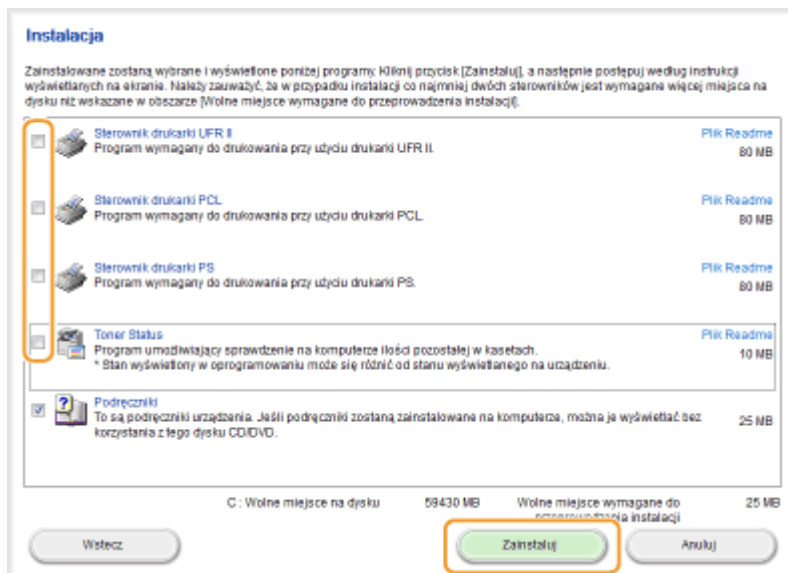 Instalacja
Zainstalowane zostaną wybrane i wyświetlone poniżej programy. Kliknij przycisk [Zainstaluj], a następnie postępuj według instrukcji
wyświetlanych na ekranie. Należy zauważyć, że w przypadku instalacji co najmniej dwóch sterowników jest wymagane więcej miejsca na
dysku niż wskazane w obszarze [Wolne miejsce wymagane do przeprowadzenia instalacji].
Sterownik drukarki UFR II Plik Readme
Program wymagany do drukowania przy użyciu drukarki UFR II. 80 MB
Sterownik drukarki PCL Plik Readme
Program wymagany do drukowania przy użyciu drukarki PCL. 80 MB
Sterownik drukarki PS Plik Readme
Program wymagany do drukowania przy użyciu drukarki PS. 80 MB
Toner Status Plik Readme
Program umożliwiający sprawdzenie na komputerze ilości pozostałej w kasetach. 10 MB
* Stan wyświetlony w oprogramowaniu może się różnić od stanu wyświetlanego na urządzeniu.
Podręczniki
To są podręczniki urządzenia. Jeśli podręczniki zostaną zainstalowane na komputerze, można je wyświetlać bez 25 MB
korzystania z tego dysku CD/DVD.
C : Wolne miejsce na dysku 59430 MB Wolne miejsce wymagane do 25 MB
przeprowadzenia instalacji
Wstecz Zainstaluj Anuluj